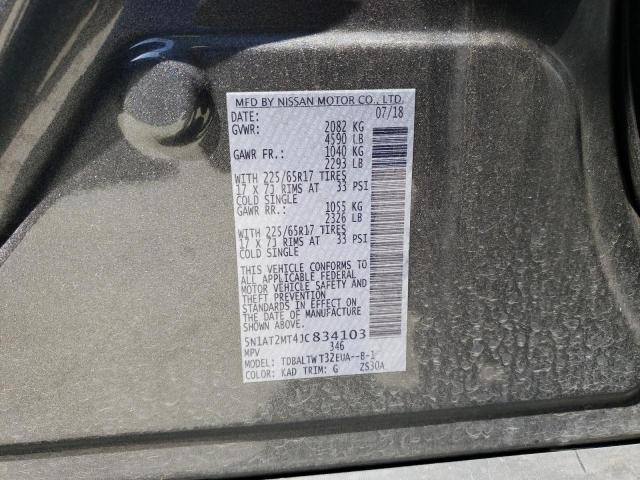 MFD BY NISSAN MOTOR CO., LTD.
DATE: 07/18
GVWR: 2082 KG
4590 LB
GAWR FR.: 1040 KG
2293 LB
WITH 225/65R17 TIRES
17 X 7J RIMS AT 33 PSI
COLD SINGLE
GAWR RR.: 1055 KG
2326 LB
WITH 225/65R17 TIRES
17 X 7J RIMS AT 33 PSI
COLD SINGLE
THIS VEHICLE CONFORMS TO
ALL APPLICABLE FEDERAL
MOTOR VEHICLE SAFETY AND
THEFT PREVENTION
STANDARDS IN EFFECT ON
THE DATE OF MANUFACTURE
SHOWN ABOVE.
5N1AT2MT4JC834103
MPV 346
MODEL: TDBALTW T32EUA--B-1
COLOR: KAD TRIM: G ZS30A